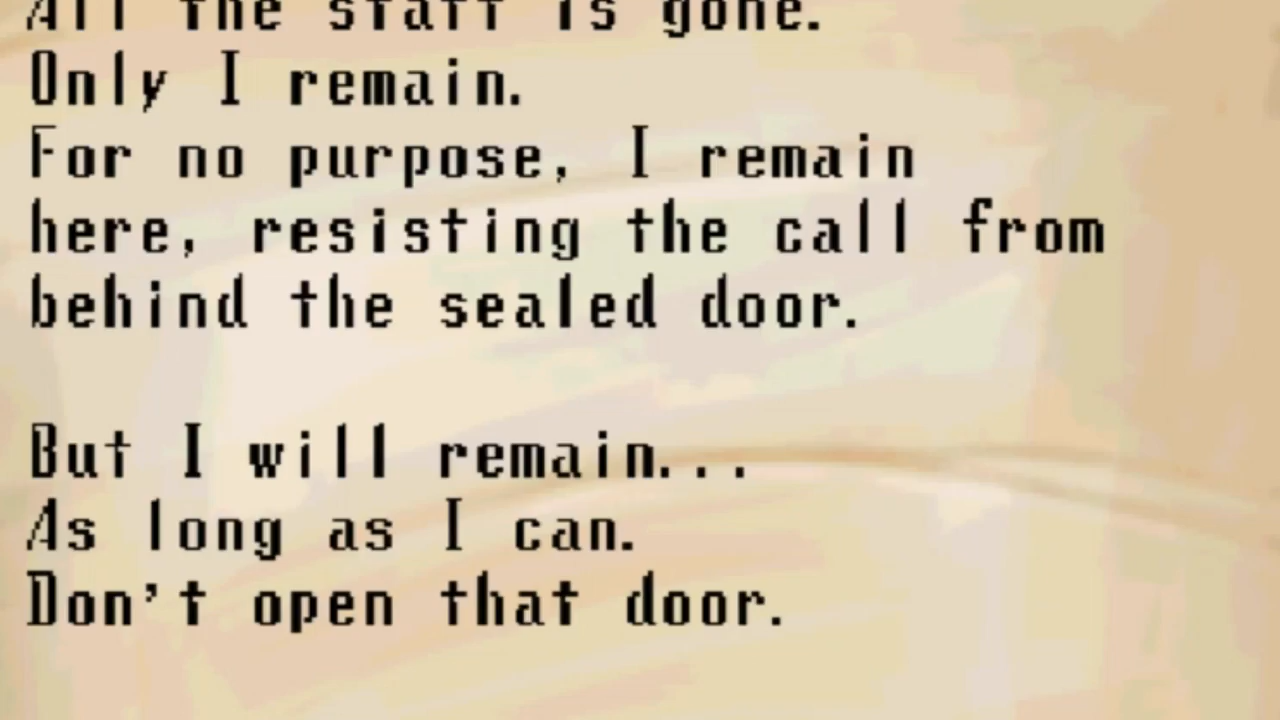 All the staff is gone.
Only I remain.
For no purpose, I remain
here, resisting the call from
behind the sealed door.
But I will remain...
As long as I can.
Don't open that door.